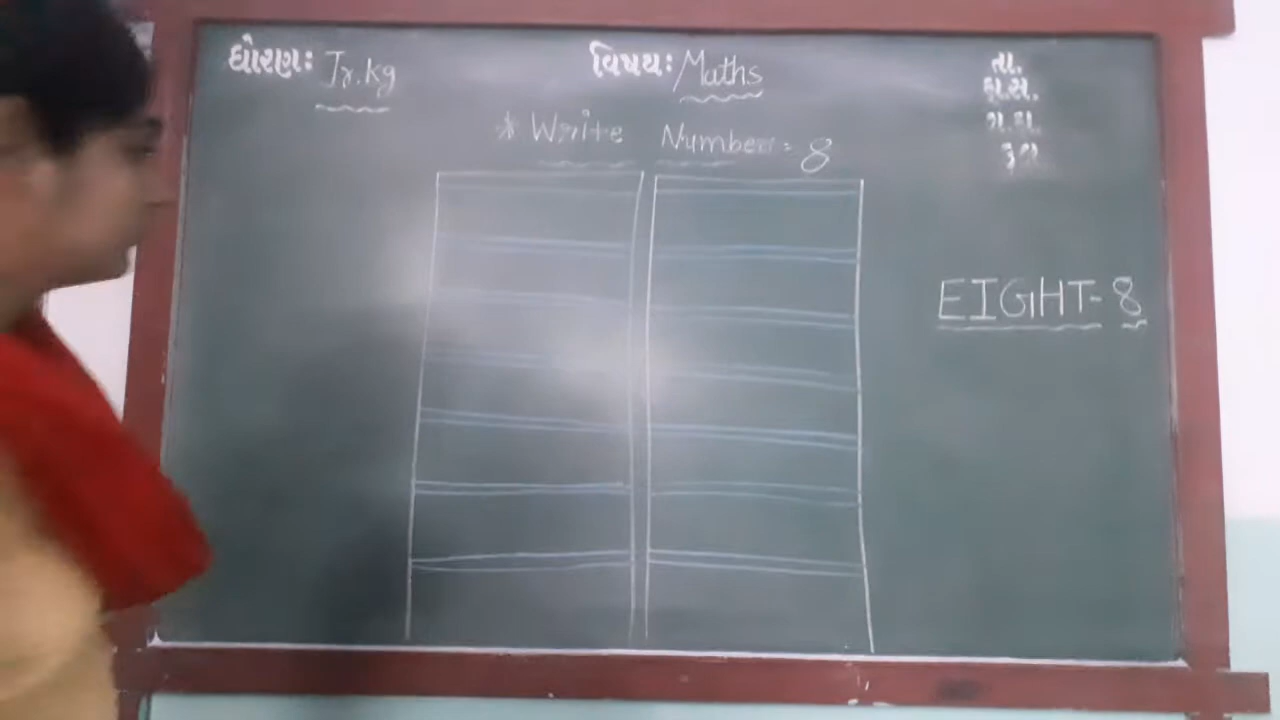 ધોરણ: Jr.kg
વિષય: Maths
તા.
* Write Number = 8
EIGHT - 8